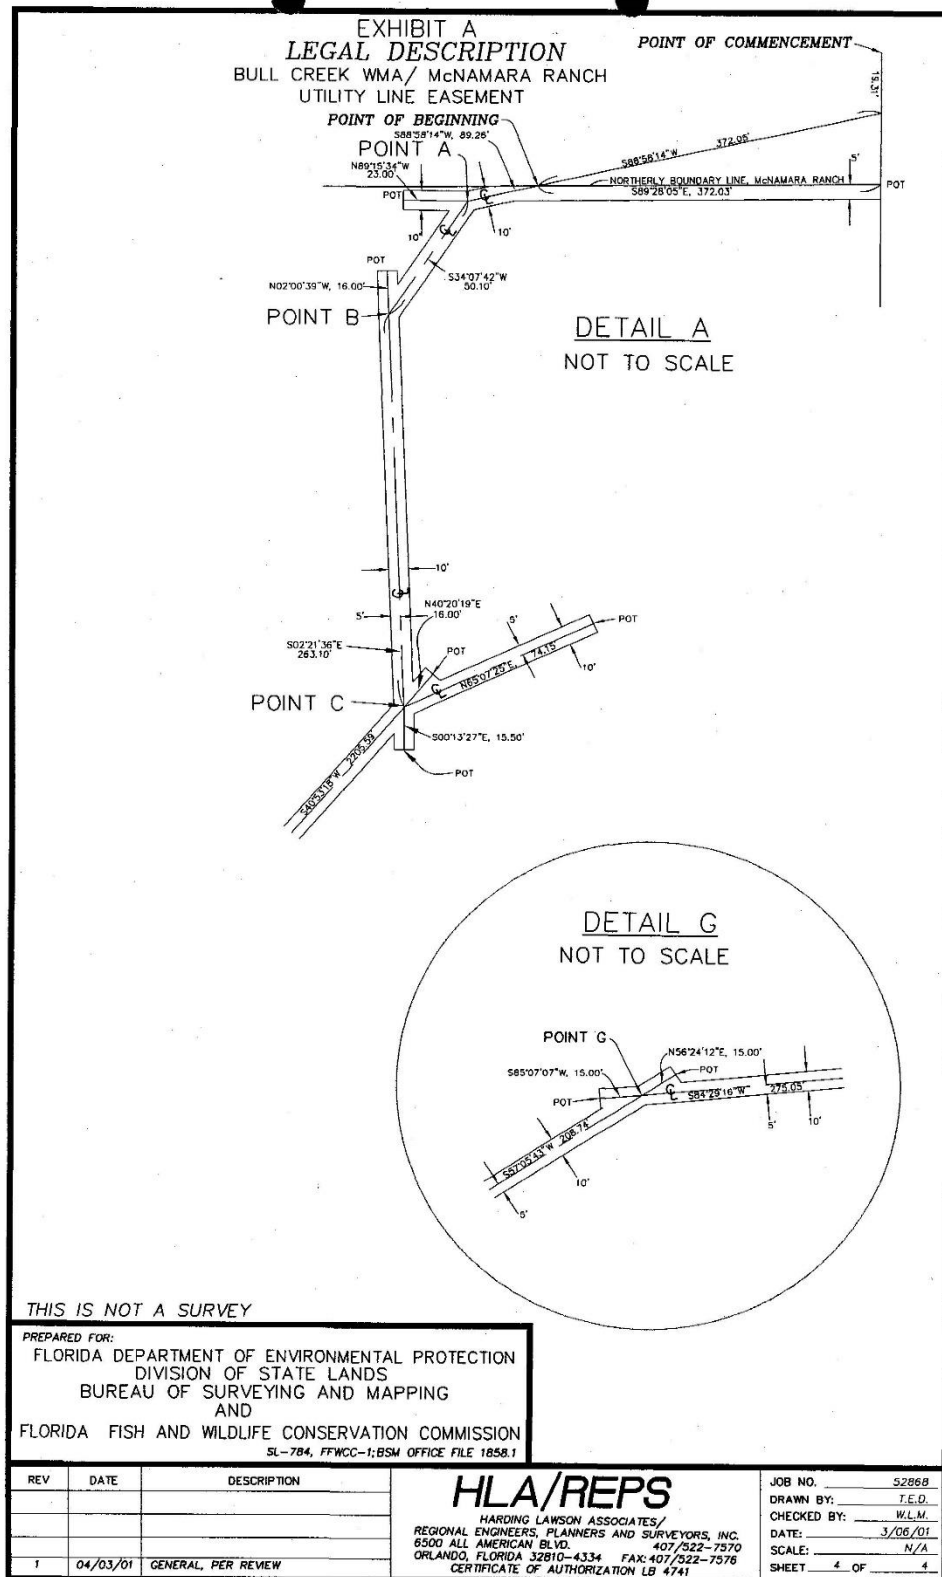 EXHIBIT A
LEGAL DESCRIPTION
BULL CREEK WMA/ McNAMARA RANCH
UTILITY LINE EASEMENT
POINT OF COMMENCEMENT
15.31'
POINT OF BEGINNING
S88°58'14"W, 89.26'
POINT A
N89°15'34"W
23.00'
S88°58'14"W 372.05'
5'
NORTHERLY BOUNDARY LINE, McNAMARA RANCH
S89°28'05"E, 372.03'
POT
POT
10'
10'
POT
S34°07'42"W
50.10'
N02°00'39"W, 16.00'
POINT B
DETAIL A
NOT TO SCALE
10'
N40°20'19"E
16.00'
5'
5'
POT
S02°21'36"E
263.10'
POT
N65°07'25"E, 74.15'
10'
POINT C
S00°13'27"E, 15.50'
POT
S40°53'18"W 2205.59'
DETAIL G
NOT TO SCALE
POINT G
N56°24'12"E, 15.00'
S85°07'07"W, 15.00'
POT
POT
S84°29'16"W 275.05'
5'
10'
S57°05'43"W 208.74'
10'
5'
THIS IS NOT A SURVEY
PREPARED FOR:
FLORIDA DEPARTMENT OF ENVIRONMENTAL PROTECTION
DIVISION OF STATE LANDS
BUREAU OF SURVEYING AND MAPPING
AND
FLORIDA FISH AND WILDLIFE CONSERVATION COMMISSION
SL-784, FFWCC-1;BSM OFFICE FILE 1858.1
REV DATE DESCRIPTION
1 04/03/01 GENERAL, PER REVIEW
HLA/REPS
HARDING LAWSON ASSOCIATES/
REGIONAL ENGINEERS, PLANNERS AND SURVEYORS, INC.
6500 ALL AMERICAN BLVD. 407/522-7570
ORLANDO, FLORIDA 32810-4334 FAX: 407/522-7576
CERTIFICATE OF AUTHORIZATION LB 4741
JOB NO. 52868
DRAWN BY: T.E.D.
CHECKED BY: W.L.M.
DATE: 3/06/01
SCALE: N/A
SHEET 4 OF 4